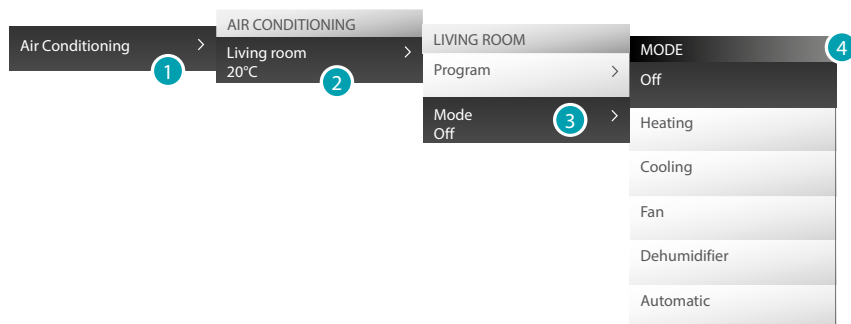 Air Conditioning
1
AIR CONDITIONING
Living room
20°C
2
LIVING ROOM
Program
Mode
Off
3
MODE
4
Off
Heating
Cooling
Fan
Dehumidifier
Automatic